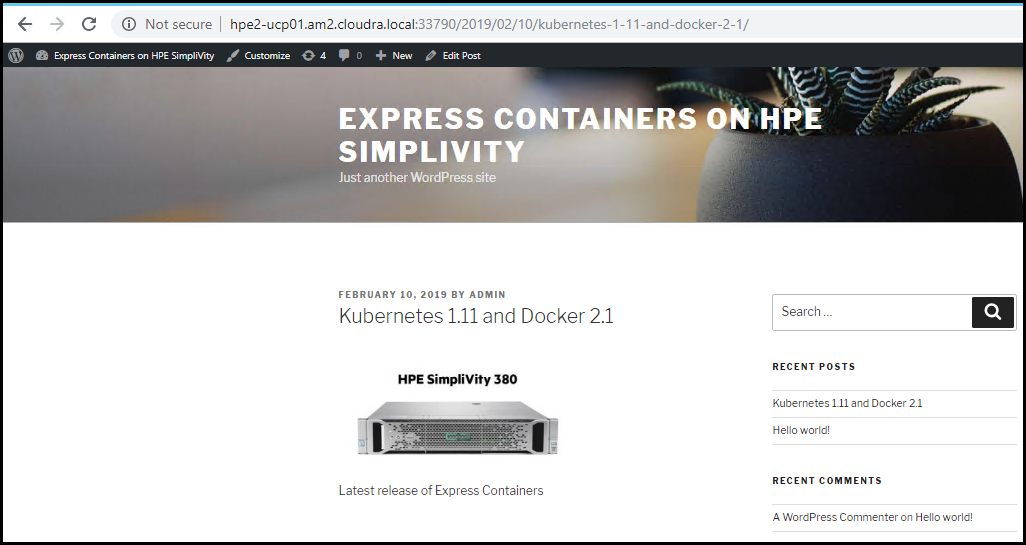 Not secure hpe2-ucp01.am2.cloudra.local:33790/2019/02/10/kubernetes-1-11-and-docker-2-1/
Express Containers on HPE SimpliVity Customize 4 0 New Edit Post
EXPRESS CONTAINERS ON HPE
SIMPLIVITY
Just another WordPress site
FEBRUARY 10, 2019 BY ADMIN
Kubernetes 1.11 and Docker 2.1
HPE SimpliVity 380
Latest release of Express Containers
Search …
RECENT POSTS
Kubernetes 1.11 and Docker 2.1
Hello world!
RECENT COMMENTS
A WordPress Commenter on Hello world!